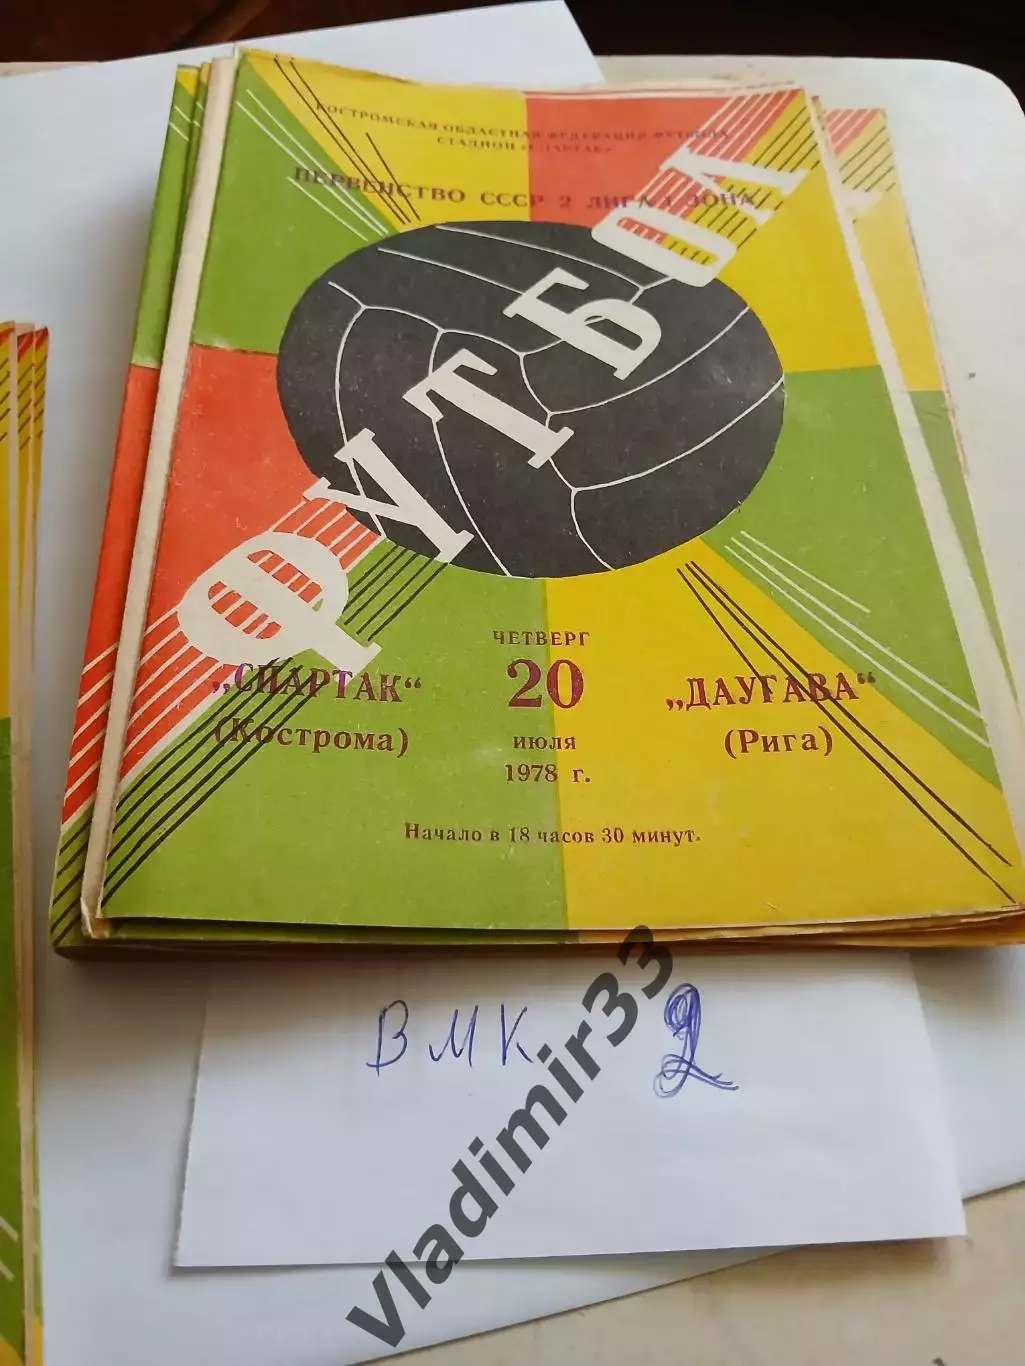 КОСТРОМСКАЯ ОБЛАСТНАЯ ФЕДЕРАЦИЯ ФУТБОЛА
СТАДИОН «СПАРТАК»
ПЕРВЕНСТВО СССР 2 ЛИГА 1 ЗОНА
ФУТБОЛ
„СПАРТАК“
(Кострома)
ЧЕТВЕРГ
20
июля
1978 г.
„ДАУГАВА“
(Рига)
Начало в 18 часов 30 минут.
ВМК 2
Vladimir33